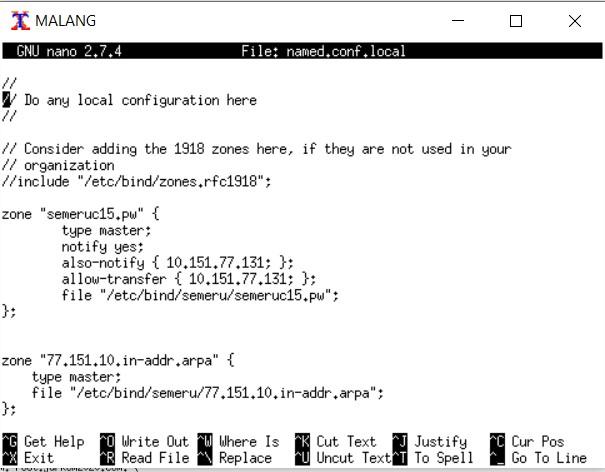 MALANG
GNU nano 2.7.4 File: named.conf.local
//
// Do any local configuration here
//
// Consider adding the 1918 zones here, if they are not used in your
// organization
//include "/etc/bind/zones.rfc1918";
zone "semeruc15.pw" {
type master;
notify yes;
also-notify { 10.151.77.131; };
allow-transfer { 10.151.77.131; };
file "/etc/bind/semeru/semeruc15.pw";
};
zone "77.151.10.in-addr.arpa" {
type master;
file "/etc/bind/semeru/77.151.10.in-addr.arpa";
};
^G Get Help ^O Write Out ^W Where Is ^K Cut Text ^J Justify ^C Cur Pos
^X Exit ^R Read File ^\ Replace ^U Uncut Text ^T To Spell ^_ Go To Line